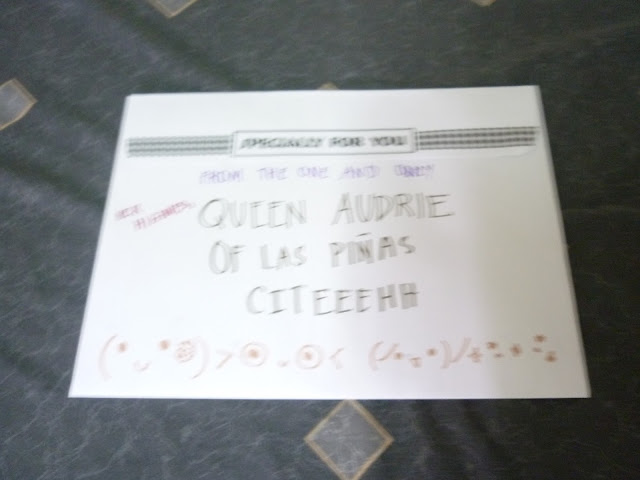 SPECIALLY FOR YOU
FROM THE ONE AND ONLY!
HER HIGHNESS,
QUEEN AUDRIE
OF LAS PIÑAS
CITEEEHH